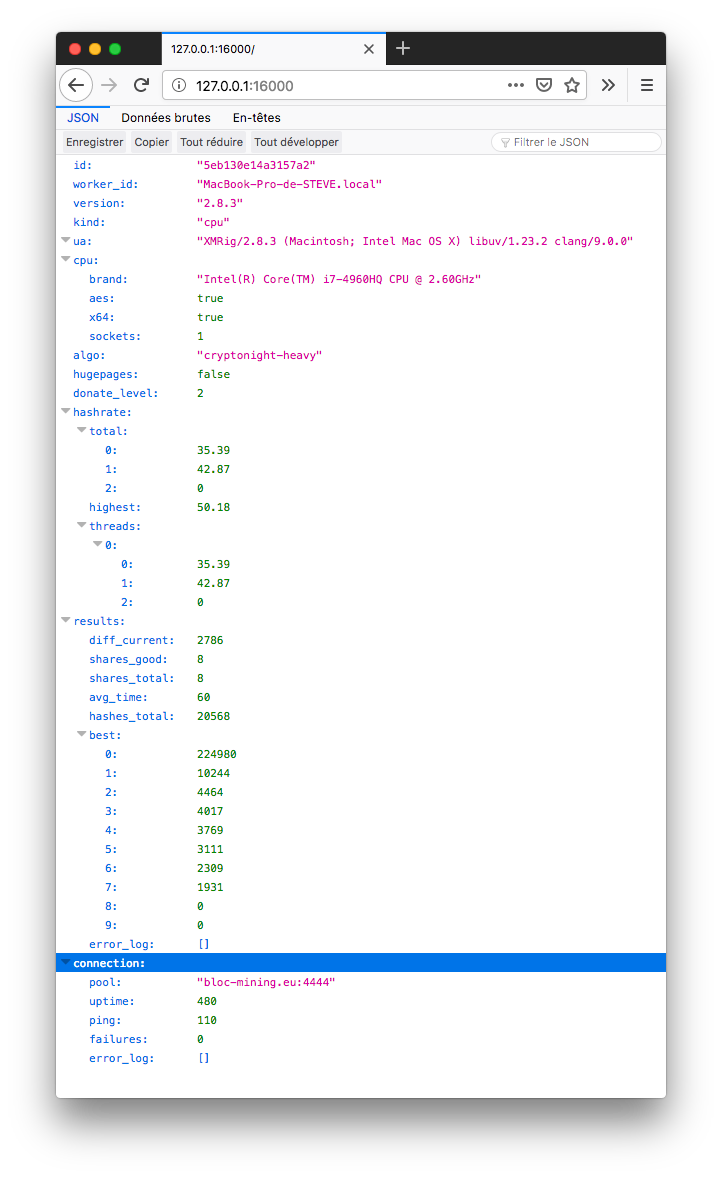 127.0.0.1:16000/
127.0.0.1:16000
JSON Données brutes En-têtes
Enregistrer Copier Tout réduire Tout développer Filtrer le JSON
id: "5eb130e14a3157a2"
worker_id: "MacBook-Pro-de-STEVE.local"
version: "2.8.3"
kind: "cpu"
ua: "XMRig/2.8.3 (Macintosh; Intel Mac OS X) libuv/1.23.2 clang/9.0.0"
cpu:
brand: "Intel(R) Core(TM) i7-4960HQ CPU @ 2.60GHz"
aes: true
x64: true
sockets: 1
algo: "cryptonight-heavy"
hugepages: false
donate_level: 2
hashrate:
total:
0: 35.39
1: 42.87
2: 0
highest: 50.18
threads:
0:
0: 35.39
1: 42.87
2: 0
results:
diff_current: 2786
shares_good: 8
shares_total: 8
avg_time: 60
hashes_total: 20568
best:
0: 224980
1: 10244
2: 4464
3: 4017
4: 3769
5: 3111
6: 2309
7: 1931
8: 0
9: 0
error_log: []
connection:
pool: "bloc-mining.eu:4444"
uptime: 480
ping: 110
failures: 0
error_log: []